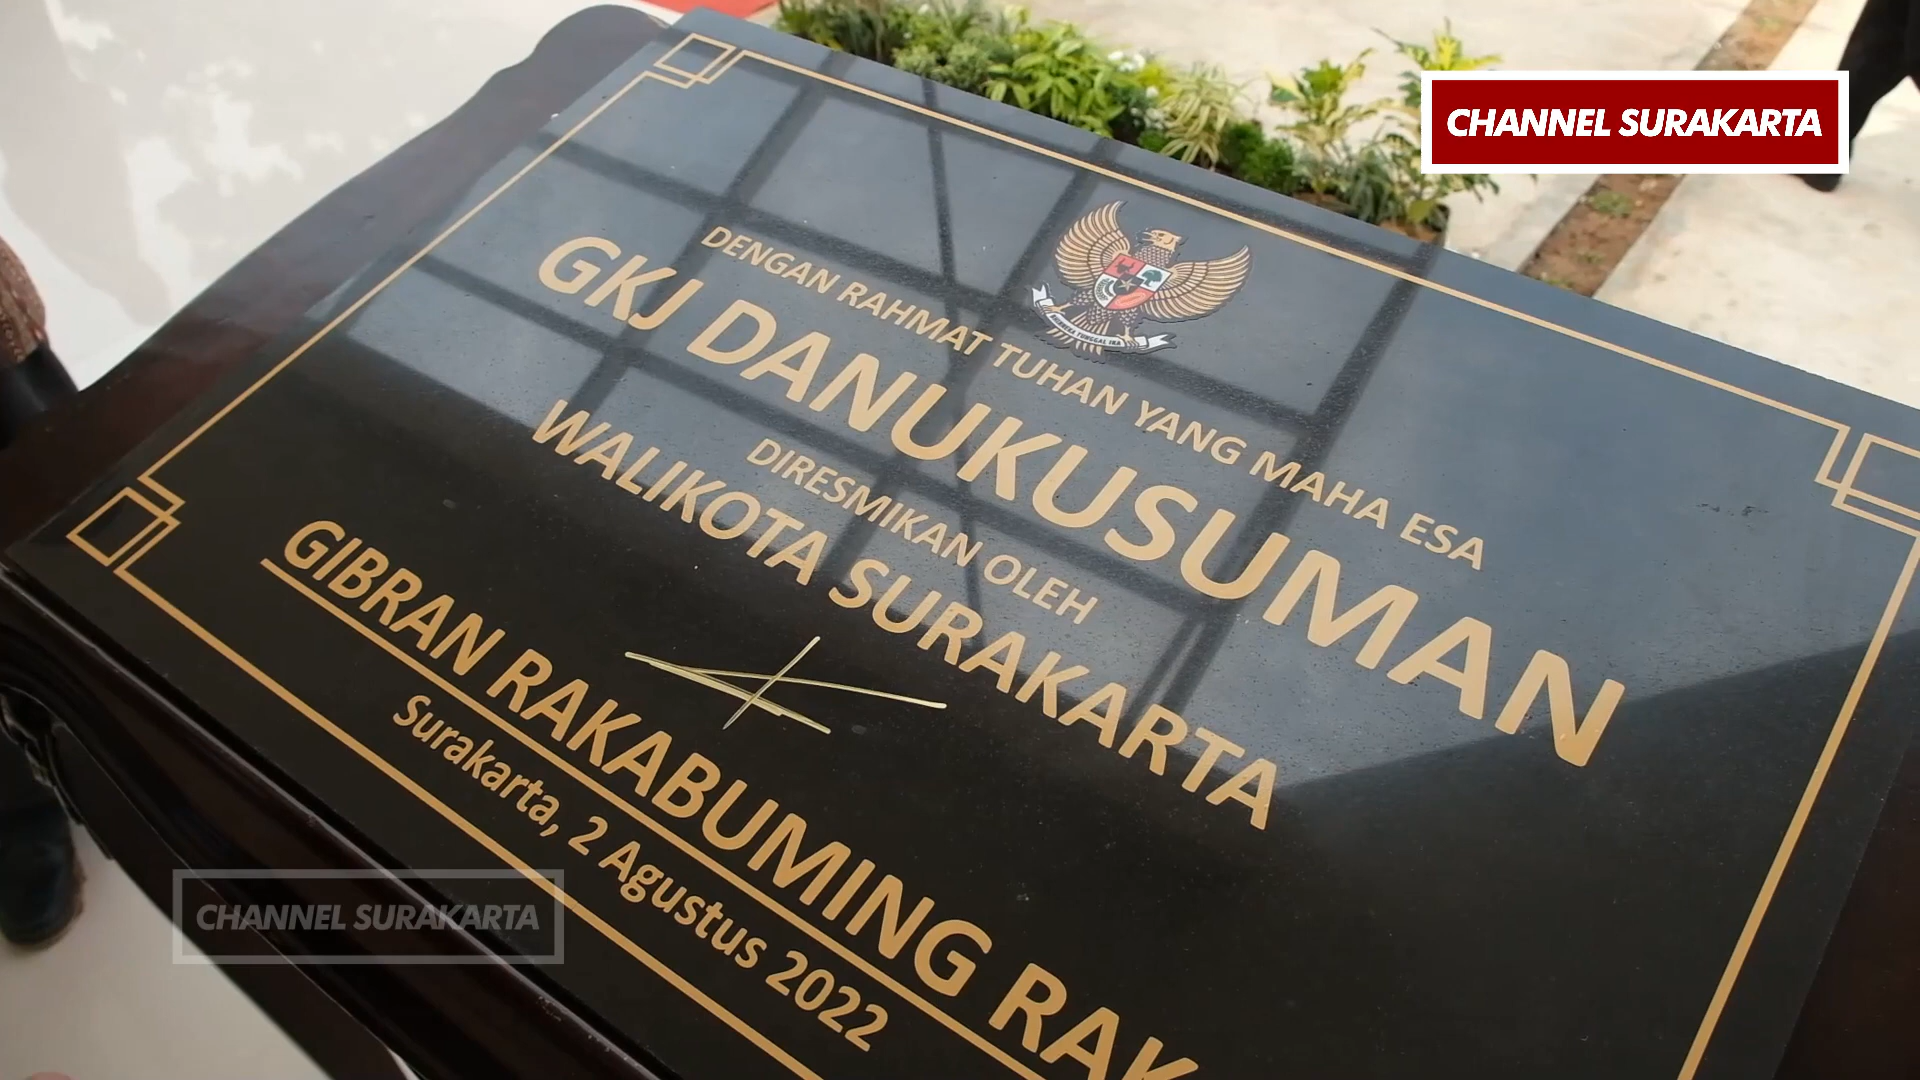 CHANNEL SURAKARTA
DENGAN RAHMAT TUHAN YANG MAHA ESA
GKJ DANUKUSUMAN
DIRESMIKAN OLEH
WALIKOTA SURAKARTA
GIBRAN RAKABUMING RAK
Surakarta, 2 Agustus 2022
CHANNEL SURAKARTA